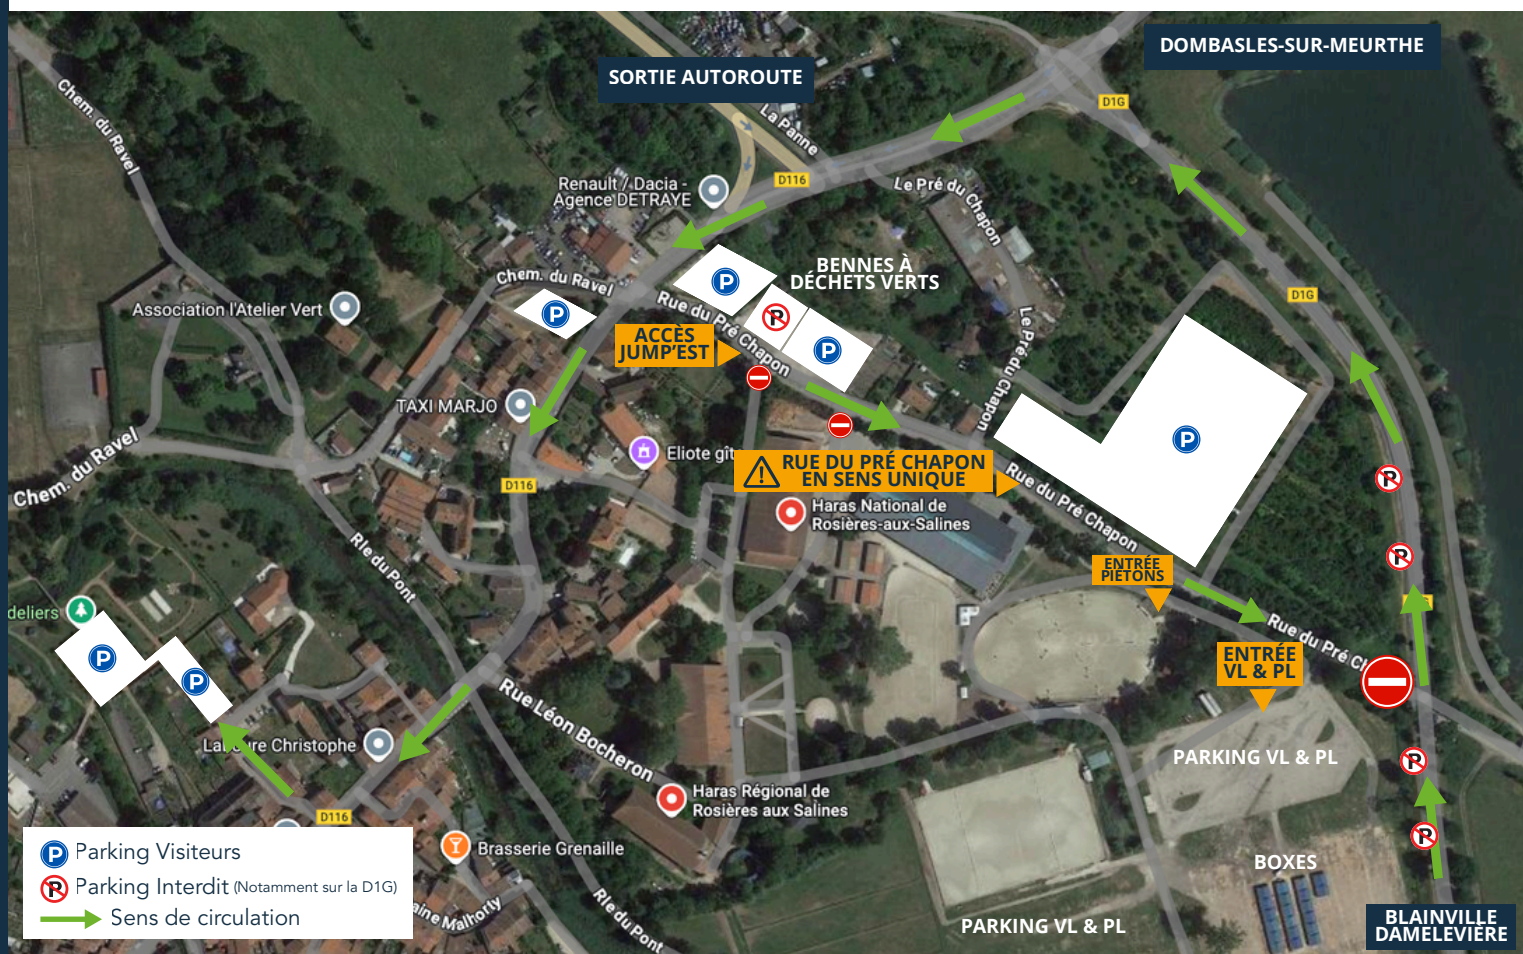 DOMBASLES-SUR-MEURTHE
SORTIE AUTOROUTE
Chem. du Ravel
La Panne
D1G
D116
Renault / Dacia -
Agence DETRAYE
Le Pré du Chapon
BENNES À
DÉCHETS VERTS
Chem. du Ravel
Association l'Atelier Vert
P
P
P
P
Rue du Pré Chapon
ACCÈS
JUMP'EST
Le Pré du Chapon
D1G
TAXI MARJO
Chem. du Ravel
Eliote gît
P
RUE DU PRÉ CHAPON
EN SENS UNIQUE
Rue du Pré Chapon
P
D116
Haras National de
Rosières-aux-Salines
Rle du Pont
P
ENTRÉE
PIÉTONS
deliers
Rue du Pré Ch
ENTRÉE
VL & PL
P
P
Rue Léon Bocheron
Christophe
PARKING VL & PL
P
Haras Régional de
Rosières aux Salines
D116
P
Brasserie Grenaille
BOXES
aine Malhorty
Rle du Pont
PARKING VL & PL
BLAINVILLE
DAMELEVIÈRE
P Parking Visiteurs
P Parking Interdit (Notamment sur la D1G)
Sens de circulation